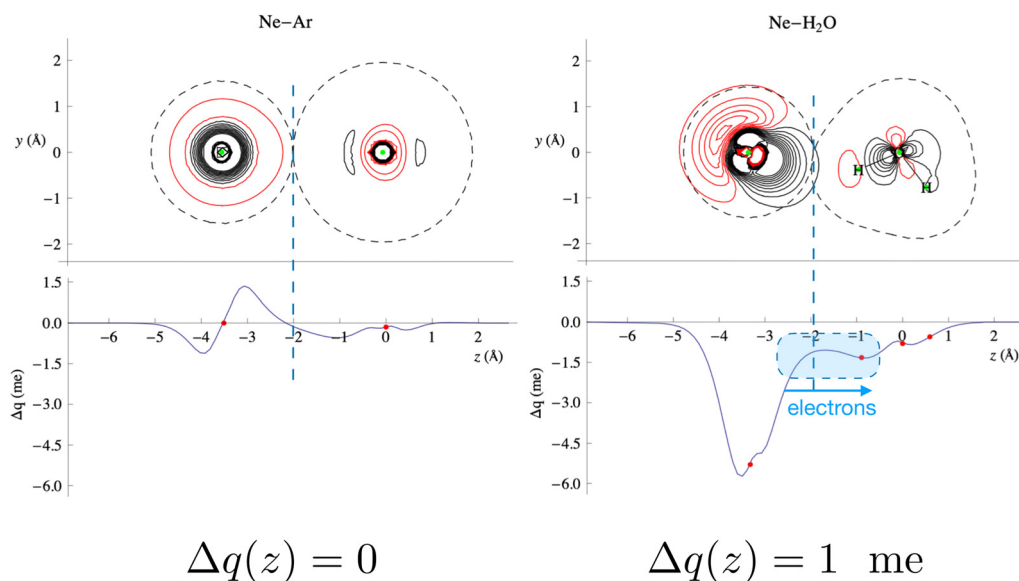 Ne−Ar
2
1
y (Å) 0
−1
−2
1.5
0.0
−6 −5 −4 −3 −2 −1 0 1 2
z (Å)
−1.5
Δq (me)
−3.0
−4.5
−6.0
Δq(z) = 0
Ne−H₂O
2
1
y (Å) 0
−1
−2
H
H
1.5
0.0
−6 −5 −4 −3 −2 −1 0 1 2
z (Å)
−1.5
Δq (me)
electrons
−3.0
−4.5
−6.0
Δq(z) = 1 me